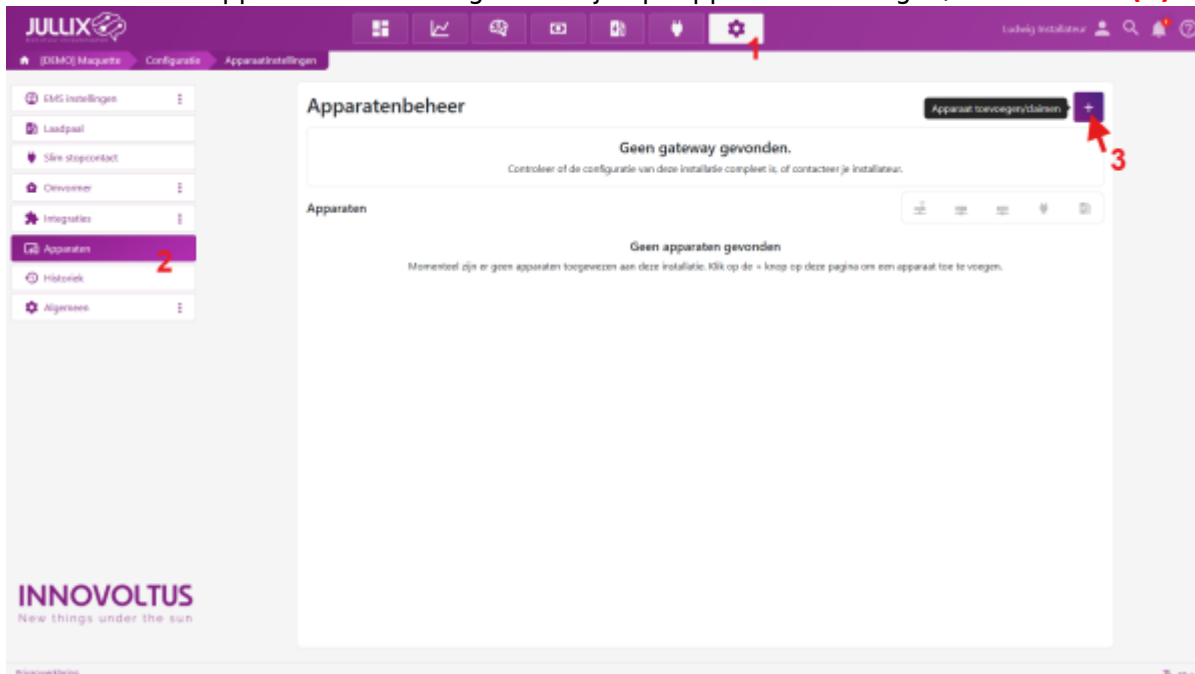 JULLIX
1
Ludwig Installateur
[DEMO] Maquette Configuratie Apparaatinstellingen
EMS instellingen
Laadpaal
Slim stopcontact
Omvormer
Integraties
Apparaten
2
Historiek
Algemeen
Apparatenbeheer
Apparaat toevoegen/claimen
+
3
Geen gateway gevonden.
Controleer of de configuratie van deze installatie compleet is, of contacteer je installateur.
Apparaten
Geen apparaten gevonden
Momenteel zijn er geen apparaten toegewezen aan deze installatie. Klik op de + knop op deze pagina om een apparaat toe te voegen.
INNOVOLTUS
New things under the sun